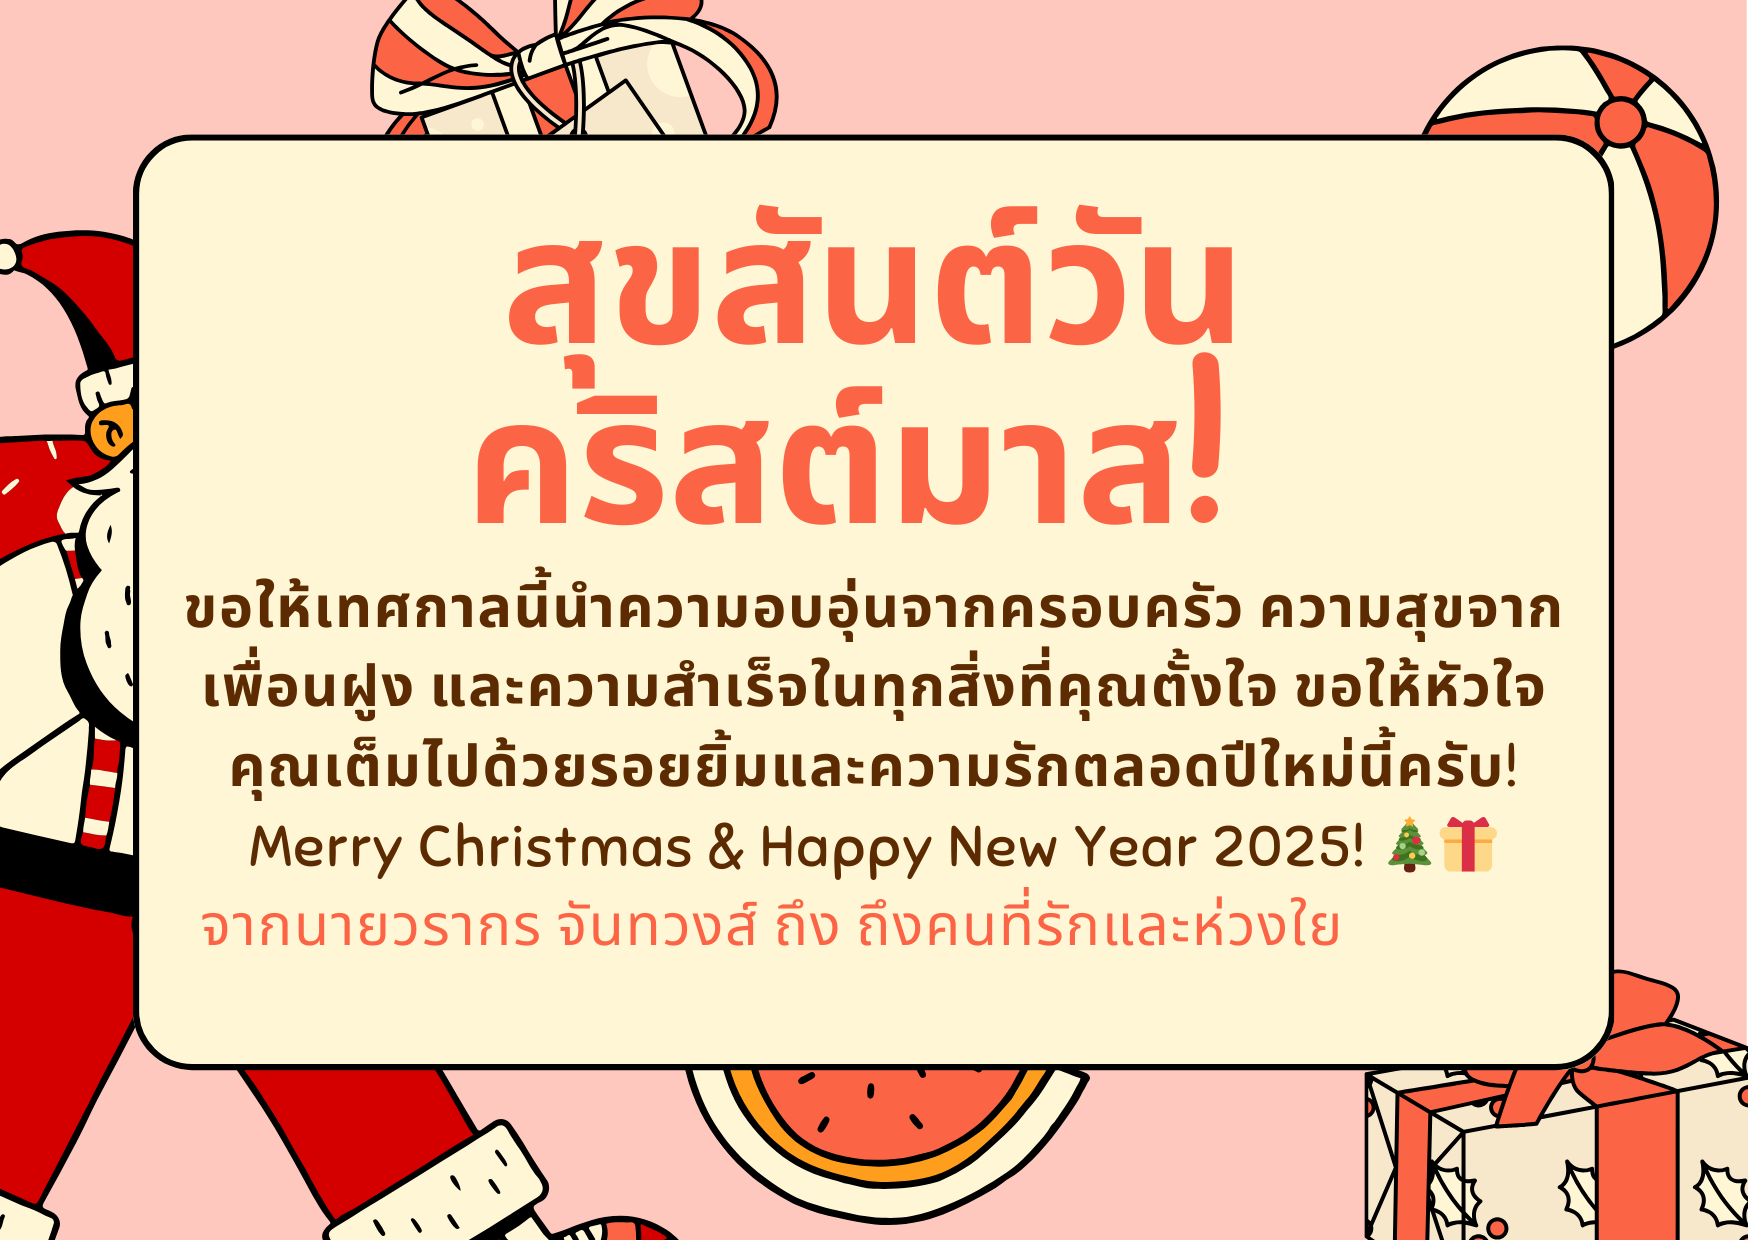 สุขสันต์วัน
คริสต์มาส!
ขอให้เทศกาลนี้นำความอบอุ่นจากครอบครัว ความสุขจาก
เพื่อนฝูง และความสำเร็จในทุกสิ่งที่คุณตั้งใจ ขอให้หัวใจ
คุณเต็มไปด้วยรอยยิ้มและความรักตลอดปีใหม่นี้ครับ!
Merry Christmas & Happy New Year 2025! 🎄🎁
จากนายวรากร จันทวงส์ ถึง ถึงคนที่รักและห่วงใย